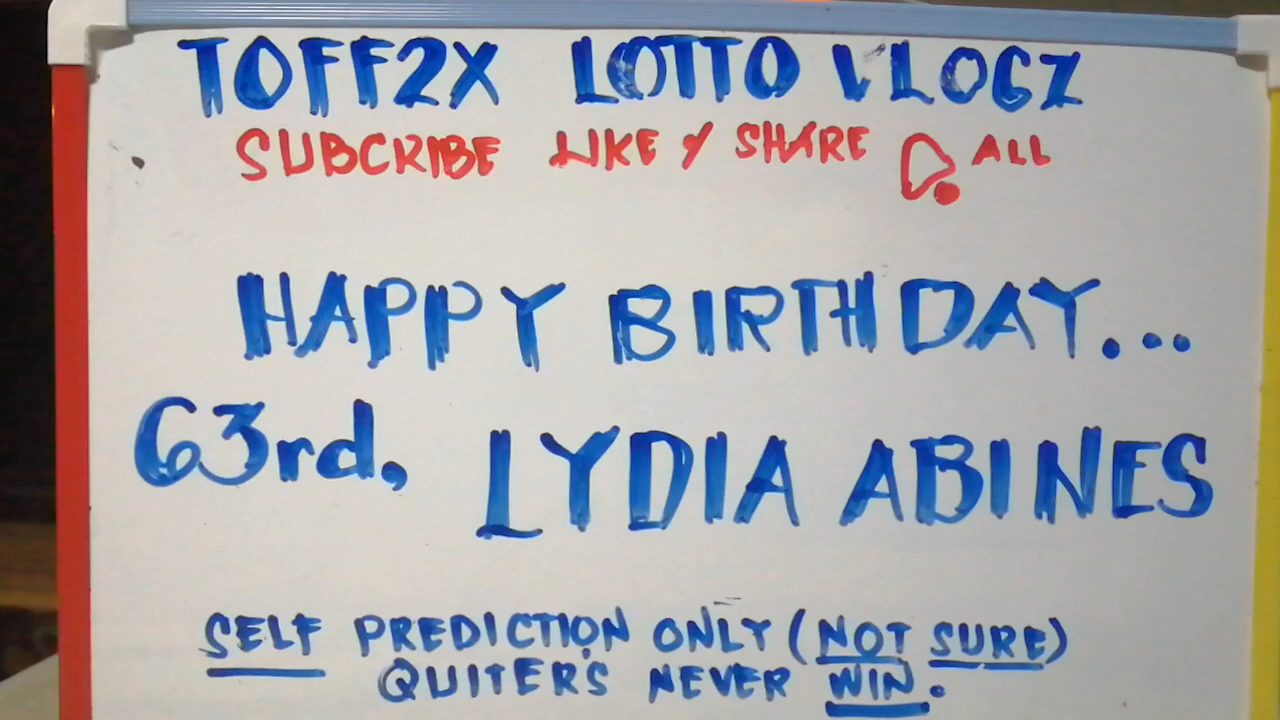 TOFF2X LOTTO VLOGZ
SUBCRIBE LIKE & SHARE ALL
HAPPY BIRTHDAY...
63rd, LYDIA ABINES
SELF PREDICTION ONLY (NOT SURE)
QUITERS NEVER WIN.